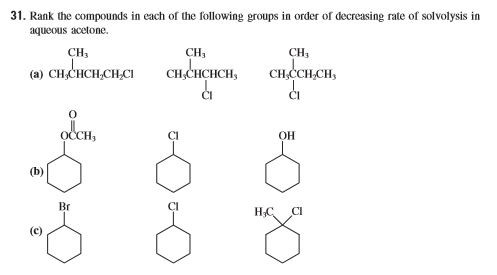 31. Rank the compounds in each of the following groups in order of decreasing rate of solvolysis in
aqueous acetone.
CH₃ CH₃ CH₃
(a) CH₃CHCH₂CH₂Cl CH₃CHCHCH₃ CH₃CCH₂CH₃
Cl Cl
O
OCCH₃ Cl OH
(b)
Br Cl H₃C Cl
(c)